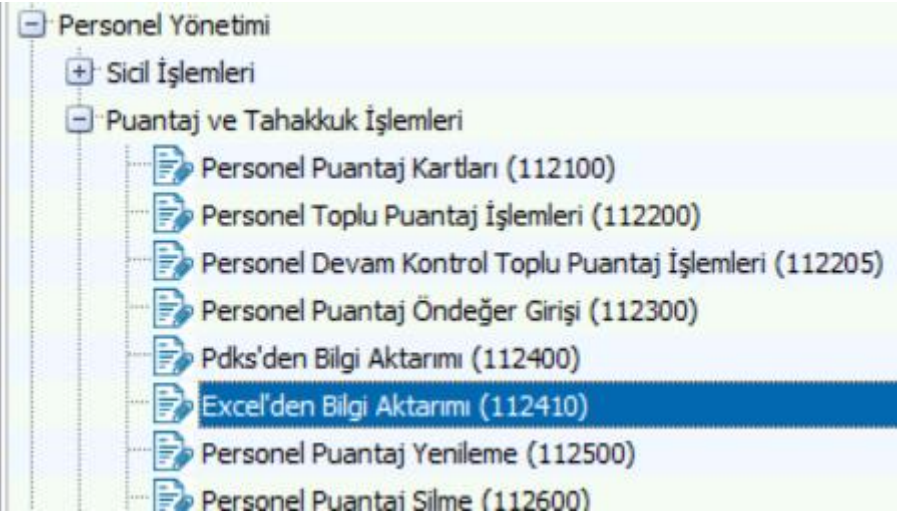 Personel Yönetimi
Sicil İşlemleri
Puantaj ve Tahakkuk İşlemleri
Personel Puantaj Kartları (112100)
Personel Toplu Puantaj İşlemleri (112200)
Personel Devam Kontrol Toplu Puantaj İşlemleri (112205)
Personel Puantaj Öndeğer Girişi (112300)
Pdks'den Bilgi Aktarımı (112400)
Excel'den Bilgi Aktarımı (112410)
Personel Puantaj Yenileme (112500)
Personel Puantaj Silme (112600)